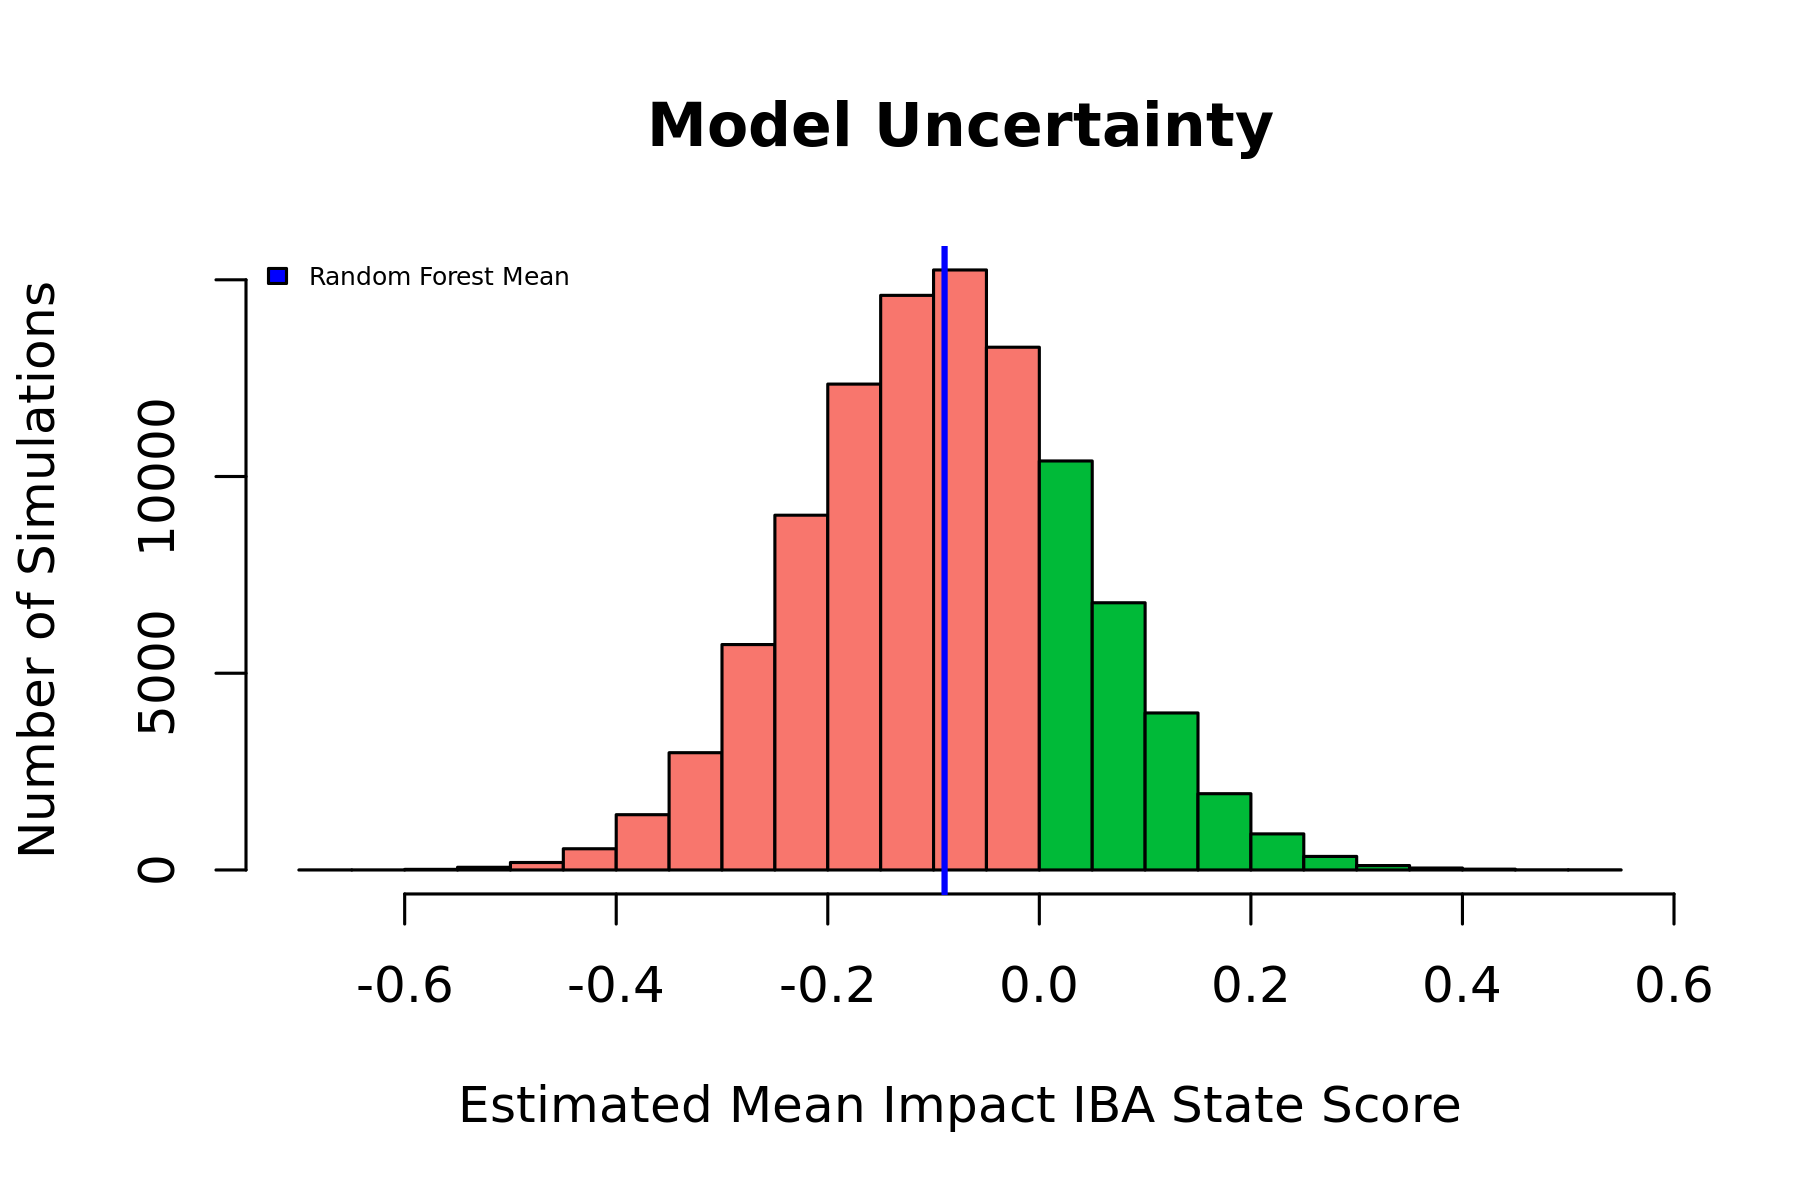 Model Uncertainty
Random Forest Mean
Number of Simulations
10000
5000
0
-0.6 -0.4 -0.2 0.0 0.2 0.4 0.6
Estimated Mean Impact IBA State Score